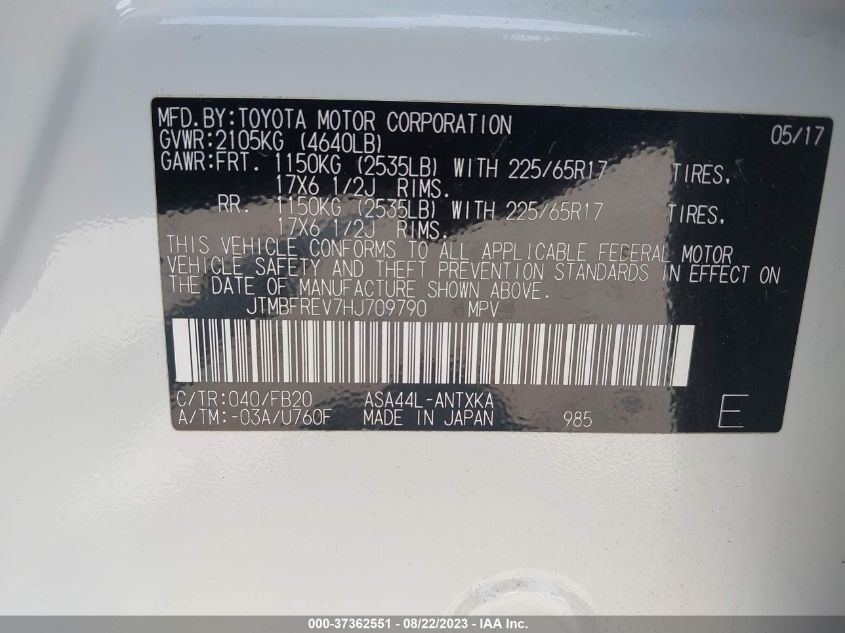 MFD.BY:TOYOTA MOTOR CORPORATION 05/17
GVWR:2105KG (4640LB)
GAWR:FRT. 1150KG (2535LB) WITH 225/65R17 TIRES,
17X6 1/2J RIMS.
RR. 1150KG (2535LB) WITH 225/65R17 TIRES,
17X6 1/2J RIMS.
THIS VEHICLE CONFORMS TO ALL APPLICABLE FEDERAL MOTOR
VEHICLE SAFETY AND THEFT PREVENTION STANDARDS IN EFFECT ON
THE DATE OF MANUFACTURE SHOWN ABOVE.
JTMBFREV7HJ709790 MPV
C/TR:040/FB20 ASA44L-ANTXKA
A/TM:-03A/U760F MADE IN JAPAN 985 E
000-37362551 - 08/22/2023 - IAA Inc.